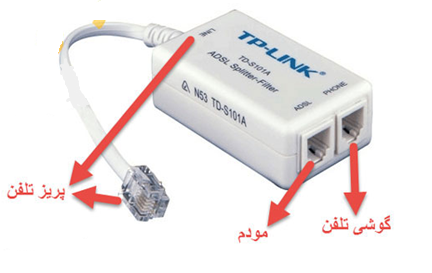 LINE
TP-LINK
TD-S101A
ADSL Splitter-Filter
N53 TD-S101A
ADSL
PHONE
پریز تلفن
مودم
گوشی تلفن